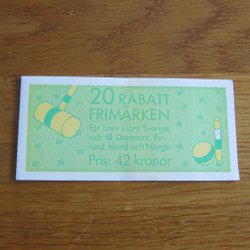 20 RABATT
FRIMÄRKEN
för brev inom Sverige,
och till Danmark, Fin-
land, Island och Norge.
Pris: 42 kronor